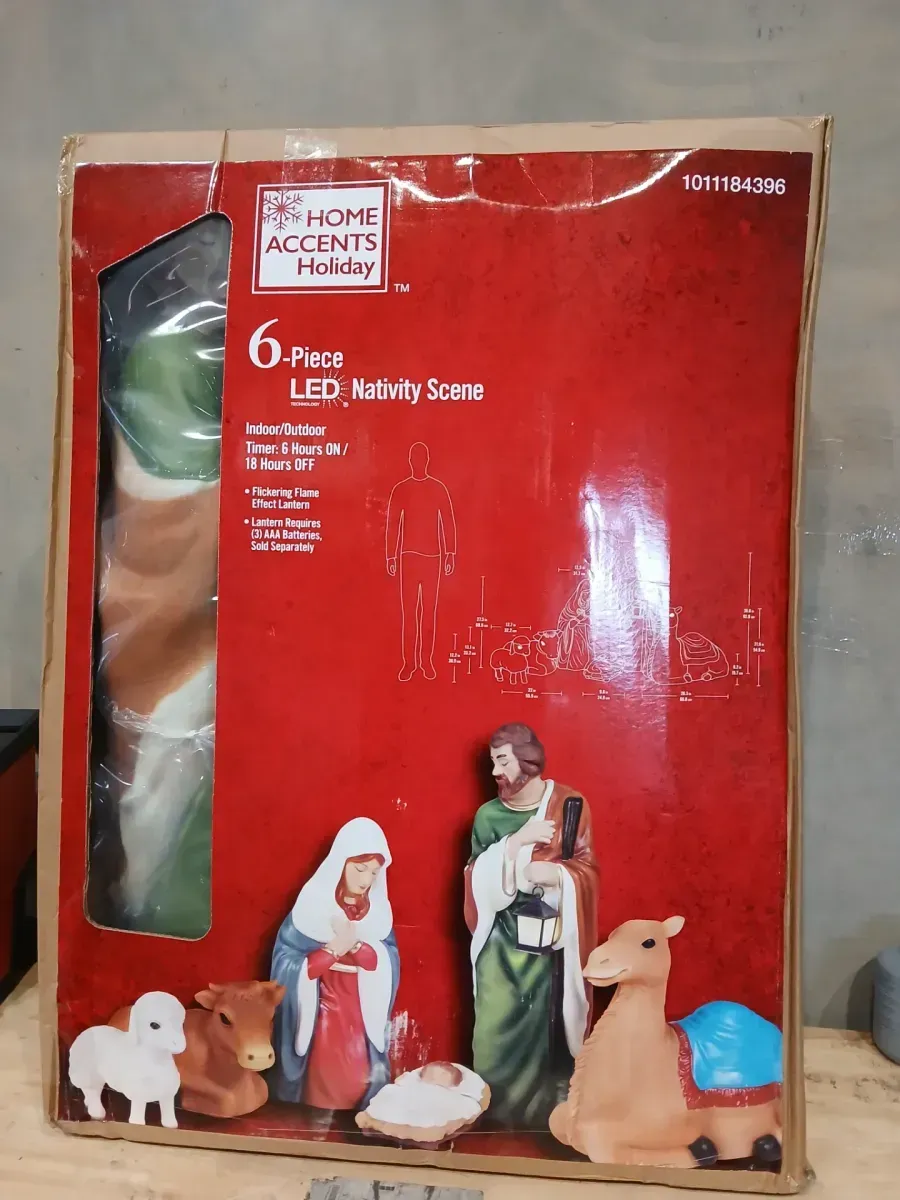 1011184396
HOME
ACCENTS
Holiday
TM
6-Piece
LED Nativity Scene
TECHNOLOGY
®
Indoor/Outdoor
Timer: 6 Hours ON /
18 Hours OFF
• Flickering Flame
Effect Lantern
• Lantern Requires
(3) AAA Batteries,
Sold Separately